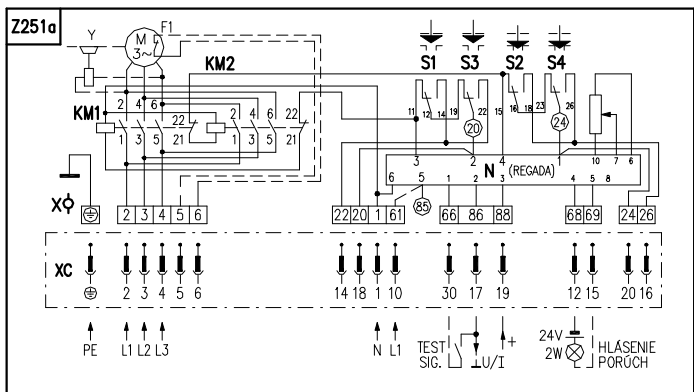 Z251a
Y
M
3~
F1
KM2
S1 S3 S2 S4
KM1
2 4 6
22
2 4 6 22
1 3 5
21
1 3 5 21
11 12 14 19 22 15 16 18 23 26
20
24
3 2 4 1 10 7 6
N (REGADA)
6 5 1 2 3 4 5 8
85
X
2 3 4 5 6
22 20 1 61
66 86 88
68 69
24 26
XC
2 3 4 5 6
14 18 1 10
30 17 19
12 15
20 16
PE
L1 L2 L3
N L1
TEST
SIG.
U/I
+
24V
2W
HLÁSENIE
PORÚCH